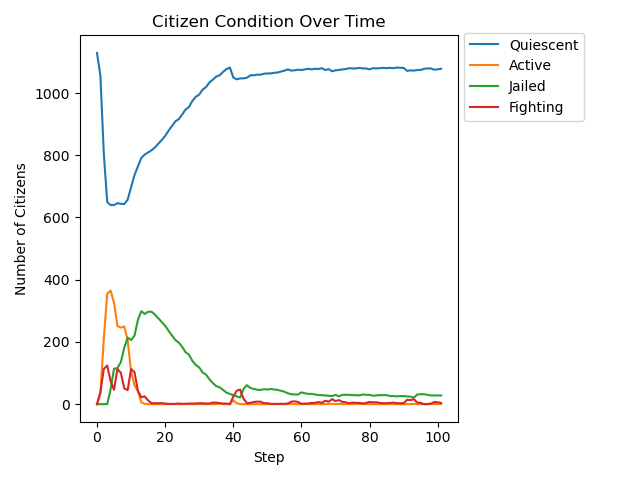 Citizen Condition Over Time
Quiescent
Active
Jailed
Fighting
Number of Citizens
1000
800
600
400
200
0
0 20 40 60 80 100
Step